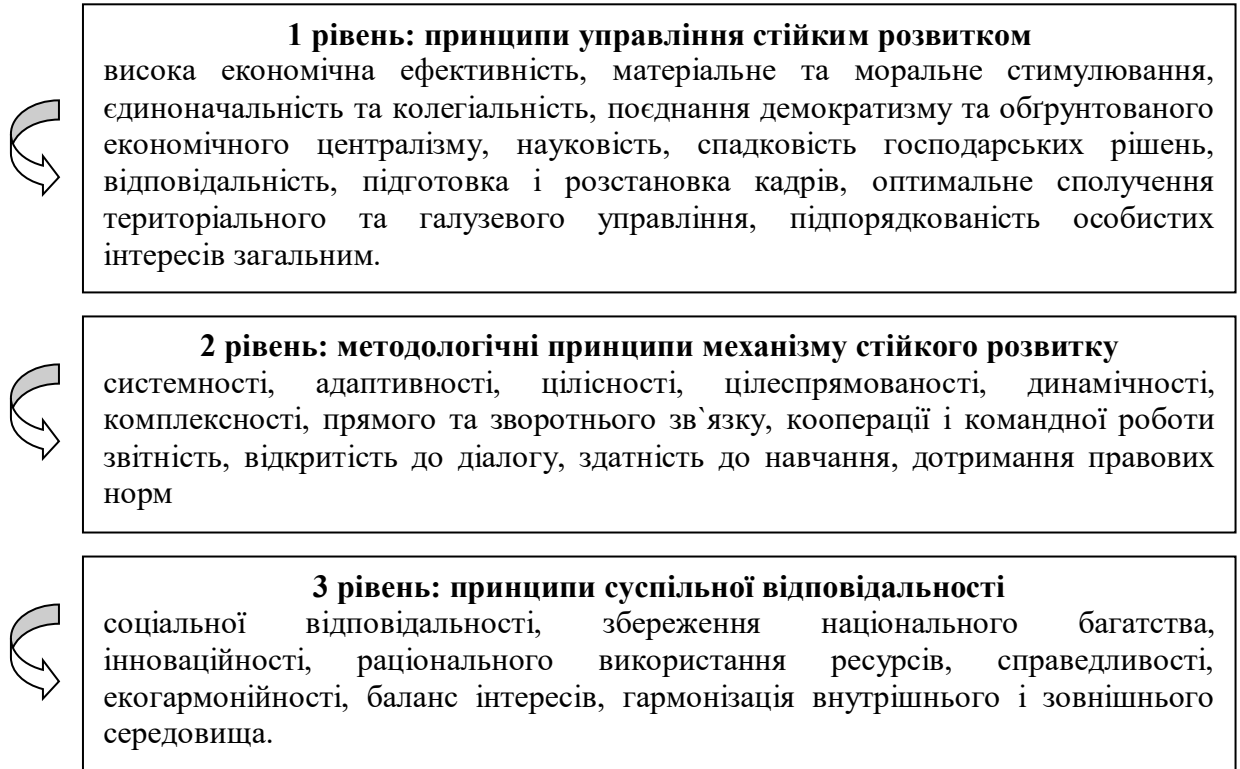 1 рівень: принципи управління стійким розвитком
висока економічна ефективність, матеріальне та моральне стимулювання,
єдиноначальність та колегіальність, поєднання демократизму та обґрунтованого
економічного централізму, науковість, спадковість господарських рішень,
відповідальність, підготовка і розстановка кадрів, оптимальне сполучення
територіального та галузевого управління, підпорядкованість особистих
інтересів загальним.
2 рівень: методологічні принципи механізму стійкого розвитку
системності, адаптивності, цілісності, цілеспрямованості, динамічності,
комплексності, прямого та зворотнього зв`язку, кооперації і командної роботи
звітність, відкритість до діалогу, здатність до навчання, дотримання правових
норм
3 рівень: принципи суспільної відповідальності
соціальної відповідальності, збереження національного багатства,
інноваційності, раціонального використання ресурсів, справедливості,
екогармонійності, баланс інтересів, гармонізація внутрішнього і зовнішнього
середовища.